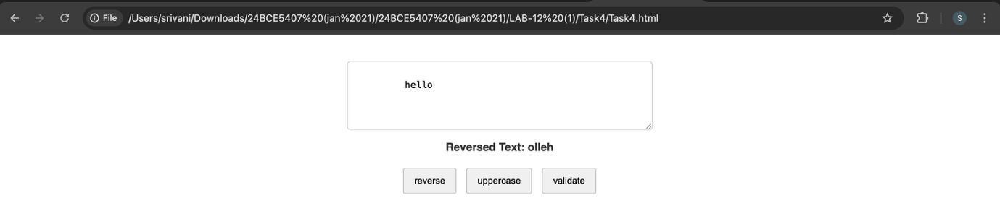 File /Users/srivani/Downloads/24BCE5407%20(jan%2021)/24BCE5407%20(jan%2021)/LAB-12%20(1)/Task4/Task4.html
S
hello
Reversed Text: olleh
reverse uppercase validate